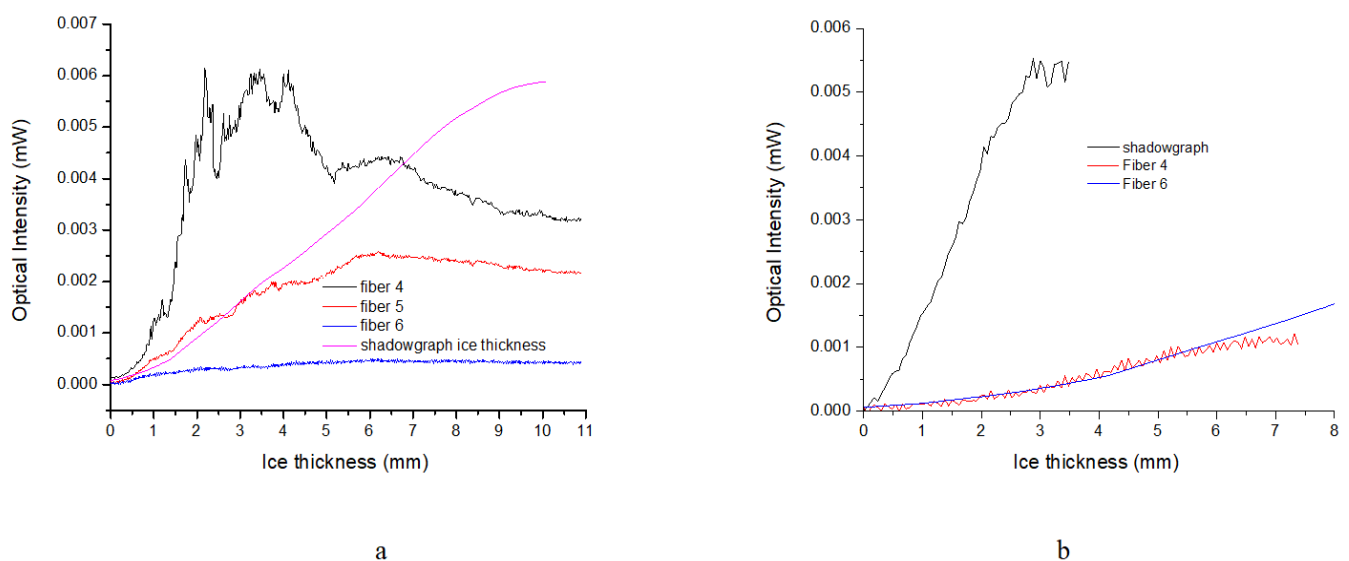 0.007
0.006
0.005
0.004
0.003
0.002
0.001
0.000
Optical Intensity (mW)
fiber 4
fiber 5
fiber 6
shadowgraph ice thickness
0 1 2 3 4 5 6 7 8 9 10 11
Ice thickness (mm)
a
0.006
0.005
0.004
0.003
0.002
0.001
0.000
Optical Intensity (mW)
shadowgraph
Fiber 4
Fiber 6
0 1 2 3 4 5 6 7 8
Ice thickness (mm)
b